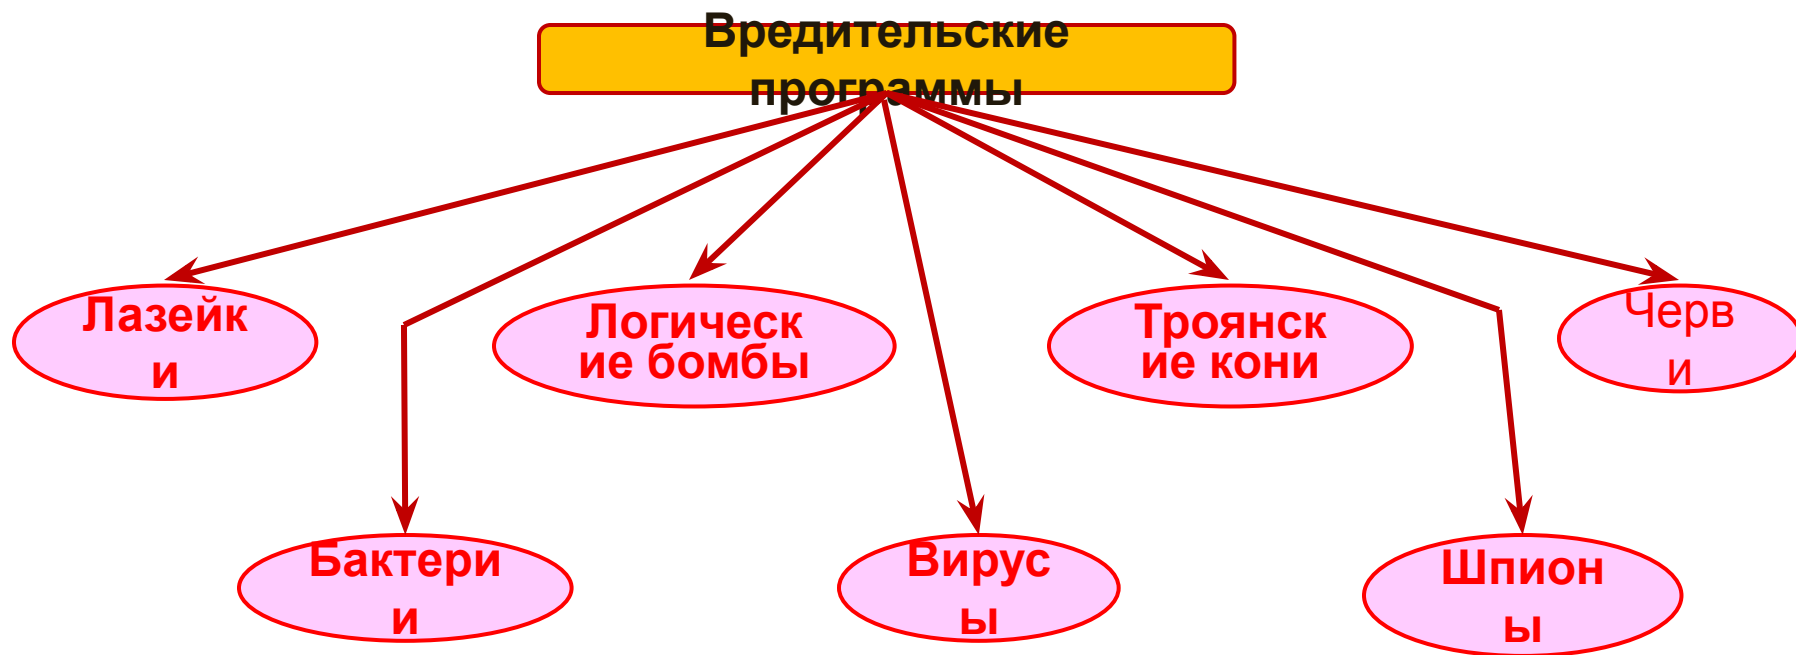 Вредительские
программы
Лазейк
и
Логическ
ие бомбы
Троянск
ие кони
Черв
и
Бактери
и
Вирус
ы
Шпион
ы